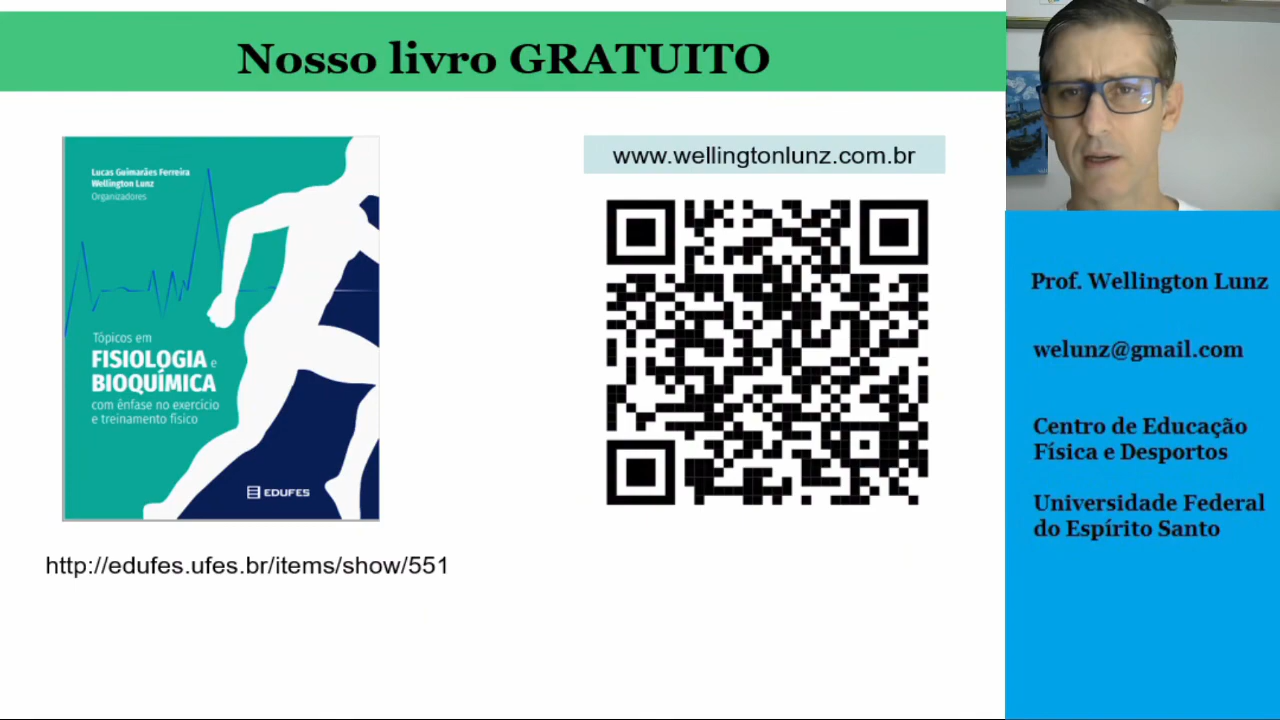 Nosso livro GRATUITO
Lucas Guimarães Ferreira
Wellington Lunz
Organizadores
Tópicos em
FISIOLOGIA e
BIOQUÍMICA
com ênfase no exercício
e treinamento físico
EDUFES
http://edufes.ufes.br/items/show/551
www.wellingtonlunz.com.br
Prof. Wellington Lunz
welunz@gmail.com
Centro de Educação
Física e Desportos
Universidade Federal
do Espírito Santo